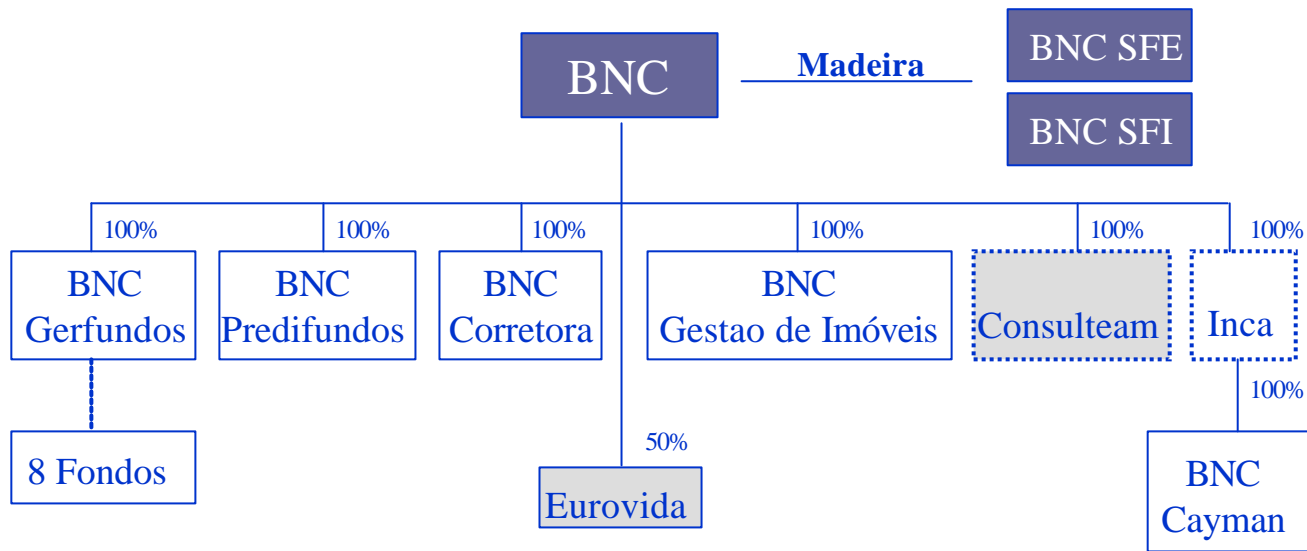 BNC
Madeira
BNC SFE
BNC SFI
100%
100%
100%
100%
100%
100%
BNC
Gerfundos
BNC
Predifundos
BNC
Corretora
BNC
Gestao de Imóveis
Consulteam
Inca
100%
8 Fondos
50%
Eurovida
BNC
Cayman